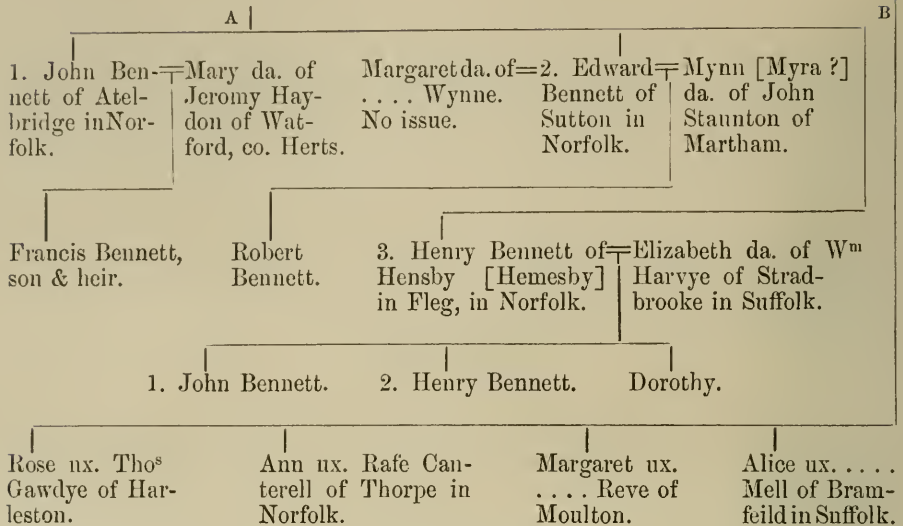 A B
1. John Ben- Mary da. of Margaret da. of = 2. Edward Mynn [Myra ?]
nett of Atel- Jeromy Hay- . . . . Wynne. Bennett of da. of John
bridge in Nor- don of Wat- No issue. Sutton in Staunton of
folk. ford, co. Herts. Norfolk. Martham.
Francis Bennett, Robert 3. Henry Bennett of Elizabeth da. of Wm
son & heir. Bennett. Hensby [Hemesby] Harvye of Strad-
in Fleg, in Norfolk. brooke in Suffolk.
1. John Bennett. 2. Henry Bennett. Dorothy.
Rose ux. Thos Ann ux. Rafe Can- Margaret ux. Alice ux. . . . .
Gawdye of Har- terell of Thorpe in . . . . Reve of Mell of Bram-
leston. Norfolk. Moulton. feild in Suffolk.